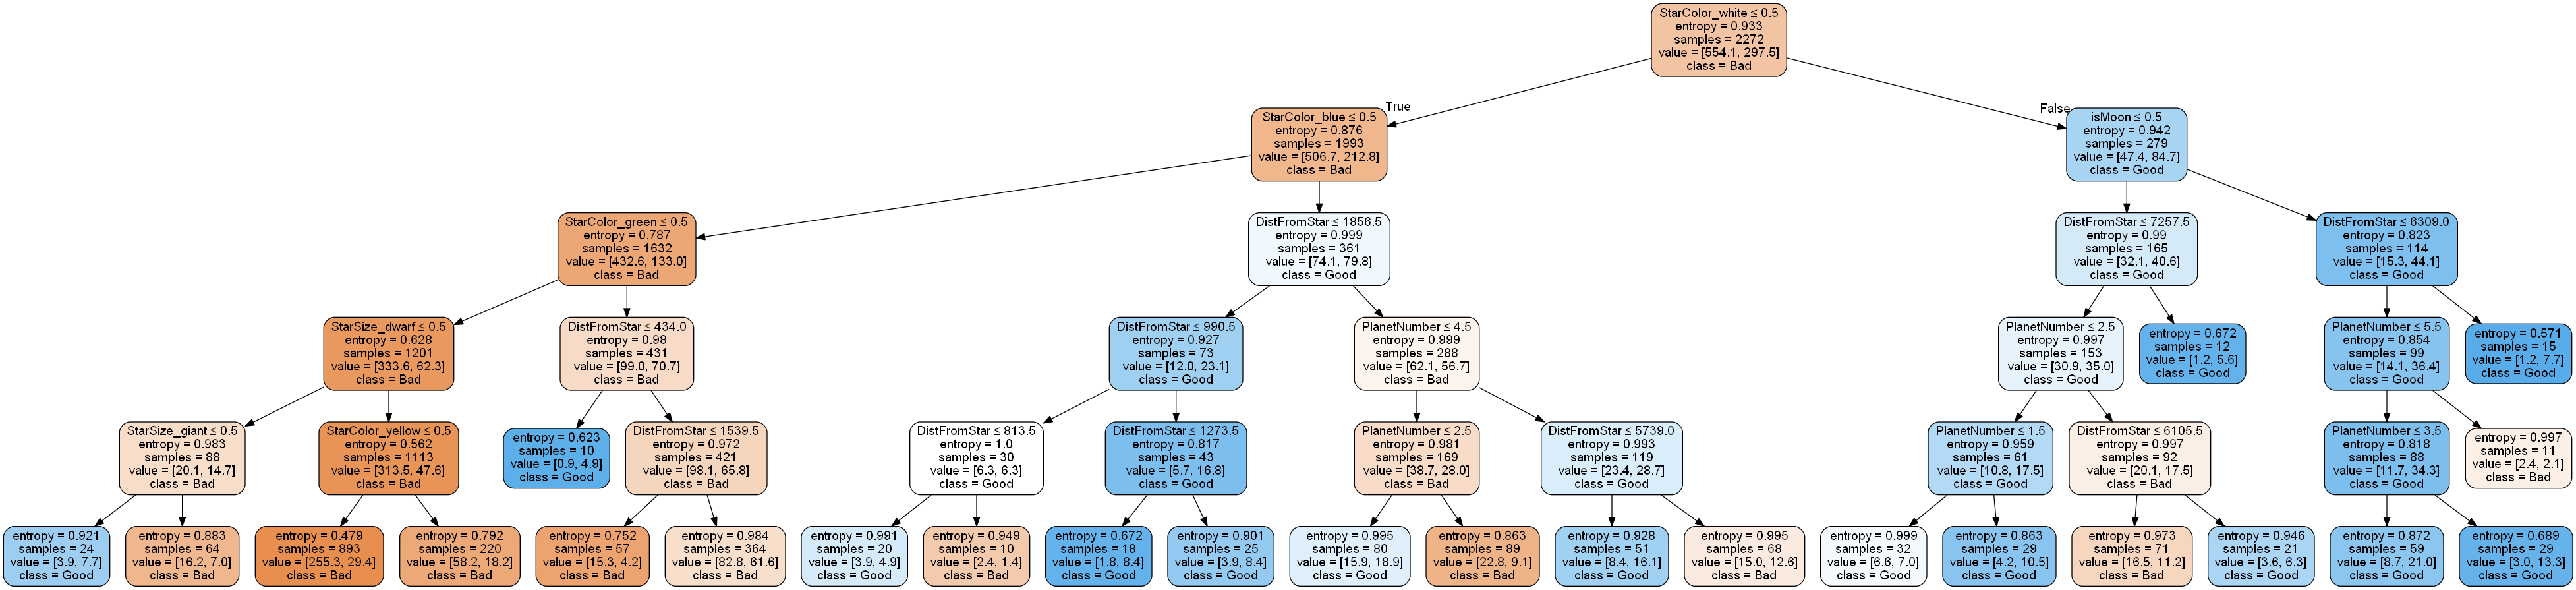 StarColor_white ≤ 0.5
entropy = 0.933
samples = 2272
value = [554.1, 297.5]
class = Bad
True
False
StarColor_blue ≤ 0.5
entropy = 0.876
samples = 1993
value = [506.7, 212.8]
class = Bad
isMoon ≤ 0.5
entropy = 0.942
samples = 279
value = [47.4, 84.7]
class = Good
StarColor_green ≤ 0.5
entropy = 0.787
samples = 1632
value = [432.6, 133.0]
class = Bad
DistFromStar ≤ 1856.5
entropy = 0.999
samples = 361
value = [74.1, 79.8]
class = Good
DistFromStar ≤ 7257.5
entropy = 0.99
samples = 165
value = [32.1, 40.6]
class = Good
DistFromStar ≤ 6309.0
entropy = 0.823
samples = 114
value = [15.3, 44.1]
class = Good
StarSize_dwarf ≤ 0.5
entropy = 0.628
samples = 1201
value = [333.6, 62.3]
class = Bad
DistFromStar ≤ 434.0
entropy = 0.98
samples = 431
value = [99.0, 70.7]
class = Bad
DistFromStar ≤ 990.5
entropy = 0.927
samples = 73
value = [12.0, 23.1]
class = Good
PlanetNumber ≤ 4.5
entropy = 0.999
samples = 288
value = [62.1, 56.7]
class = Bad
PlanetNumber ≤ 2.5
entropy = 0.997
samples = 153
value = [30.9, 35.0]
class = Good
entropy = 0.672
samples = 12
value = [1.2, 5.6]
class = Good
PlanetNumber ≤ 5.5
entropy = 0.854
samples = 99
value = [14.1, 36.4]
class = Good
entropy = 0.571
samples = 15
value = [1.2, 7.7]
class = Good
StarSize_giant ≤ 0.5
entropy = 0.983
samples = 88
value = [20.1, 14.7]
class = Bad
StarColor_yellow ≤ 0.5
entropy = 0.562
samples = 1113
value = [313.5, 47.6]
class = Bad
entropy = 0.623
samples = 10
value = [0.9, 4.9]
class = Good
DistFromStar ≤ 1539.5
entropy = 0.972
samples = 421
value = [98.1, 65.8]
class = Bad
DistFromStar ≤ 813.5
entropy = 1.0
samples = 30
value = [6.3, 6.3]
class = Good
DistFromStar ≤ 1273.5
entropy = 0.817
samples = 43
value = [5.7, 16.8]
class = Good
PlanetNumber ≤ 2.5
entropy = 0.981
samples = 169
value = [38.7, 28.0]
class = Bad
DistFromStar ≤ 5739.0
entropy = 0.993
samples = 119
value = [23.4, 28.7]
class = Good
PlanetNumber ≤ 1.5
entropy = 0.959
samples = 61
value = [10.8, 17.5]
class = Good
DistFromStar ≤ 6105.5
entropy = 0.997
samples = 92
value = [20.1, 17.5]
class = Bad
PlanetNumber ≤ 3.5
entropy = 0.818
samples = 88
value = [11.7, 34.3]
class = Good
entropy = 0.997
samples = 11
value = [2.4, 2.1]
class = Bad
entropy = 0.921
samples = 24
value = [3.9, 7.7]
class = Good
entropy = 0.883
samples = 64
value = [16.2, 7.0]
class = Bad
entropy = 0.479
samples = 893
value = [255.3, 29.4]
class = Bad
entropy = 0.792
samples = 220
value = [58.2, 18.2]
class = Bad
entropy = 0.752
samples = 57
value = [15.3, 4.2]
class = Bad
entropy = 0.984
samples = 364
value = [82.8, 61.6]
class = Bad
entropy = 0.991
samples = 20
value = [3.9, 4.9]
class = Good
entropy = 0.949
samples = 10
value = [2.4, 1.4]
class = Bad
entropy = 0.672
samples = 18
value = [1.8, 8.4]
class = Good
entropy = 0.901
samples = 25
value = [3.9, 8.4]
class = Good
entropy = 0.995
samples = 80
value = [15.9, 18.9]
class = Good
entropy = 0.863
samples = 89
value = [22.8, 9.1]
class = Bad
entropy = 0.928
samples = 51
value = [8.4, 16.1]
class = Good
entropy = 0.995
samples = 68
value = [15.0, 12.6]
class = Bad
entropy = 0.999
samples = 32
value = [6.6, 7.0]
class = Good
entropy = 0.863
samples = 29
value = [4.2, 10.5]
class = Good
entropy = 0.973
samples = 71
value = [16.5, 11.2]
class = Bad
entropy = 0.946
samples = 21
value = [3.6, 6.3]
class = Good
entropy = 0.872
samples = 59
value = [8.7, 21.0]
class = Good
entropy = 0.689
samples = 29
value = [3.0, 13.3]
class = Good